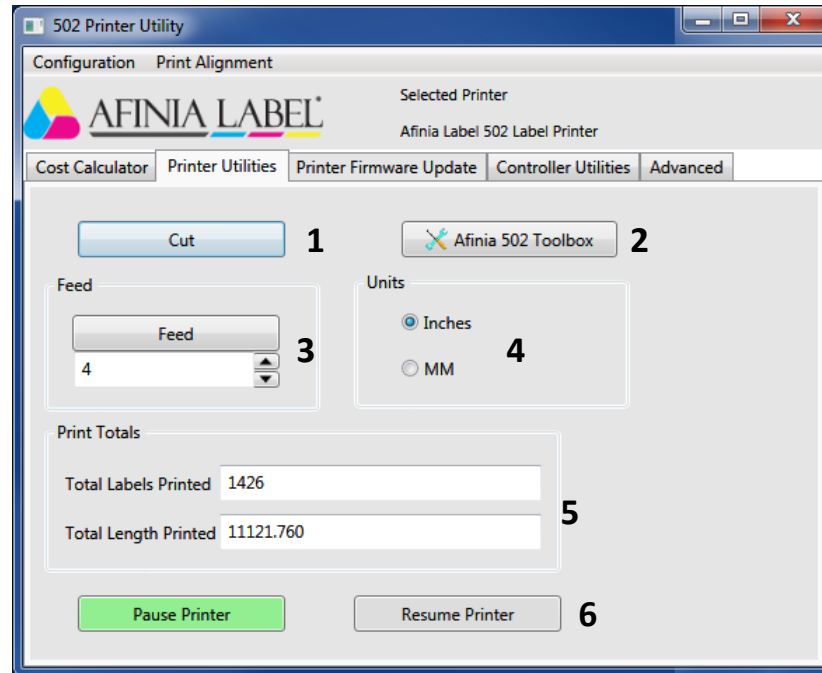 502 Printer Utility
Configuration Print Alignment
AFINIA LABEL
Selected Printer
Afinia Label 502 Label Printer
Cost Calculator Printer Utilities Printer Firmware Update Controller Utilities Advanced
Cut 1 Afinia 502 Toolbox 2
Feed
Feed
4
3
Units
Inches
MM
4
Print Totals
Total Labels Printed 1426
Total Length Printed 11121.760
5
Pause Printer Resume Printer 6